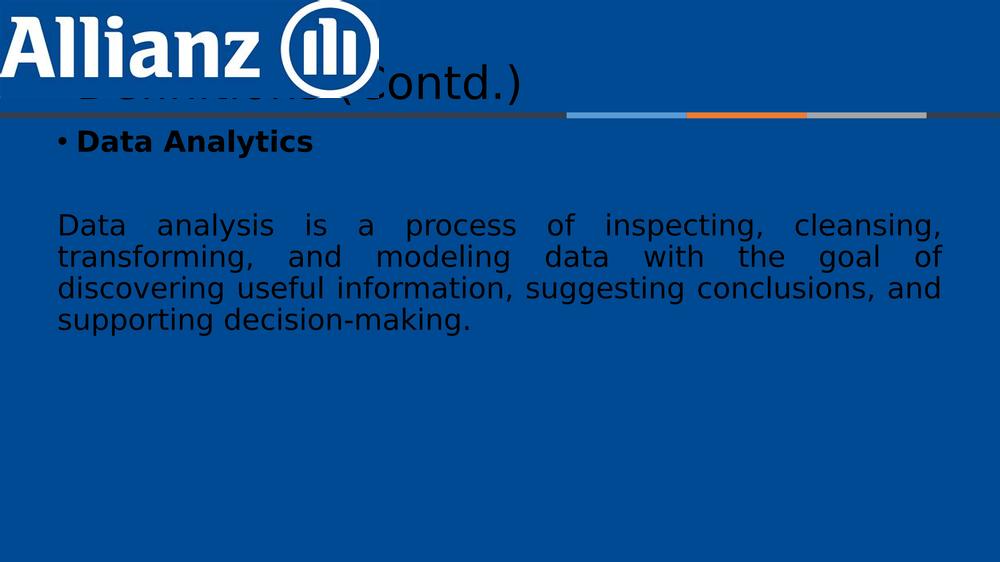 Allianz
Definitions (Contd.)
• Data Analytics
Data analysis is a process of inspecting, cleansing,
transforming, and modeling data with the goal of
discovering useful information, suggesting conclusions, and
supporting decision-making.